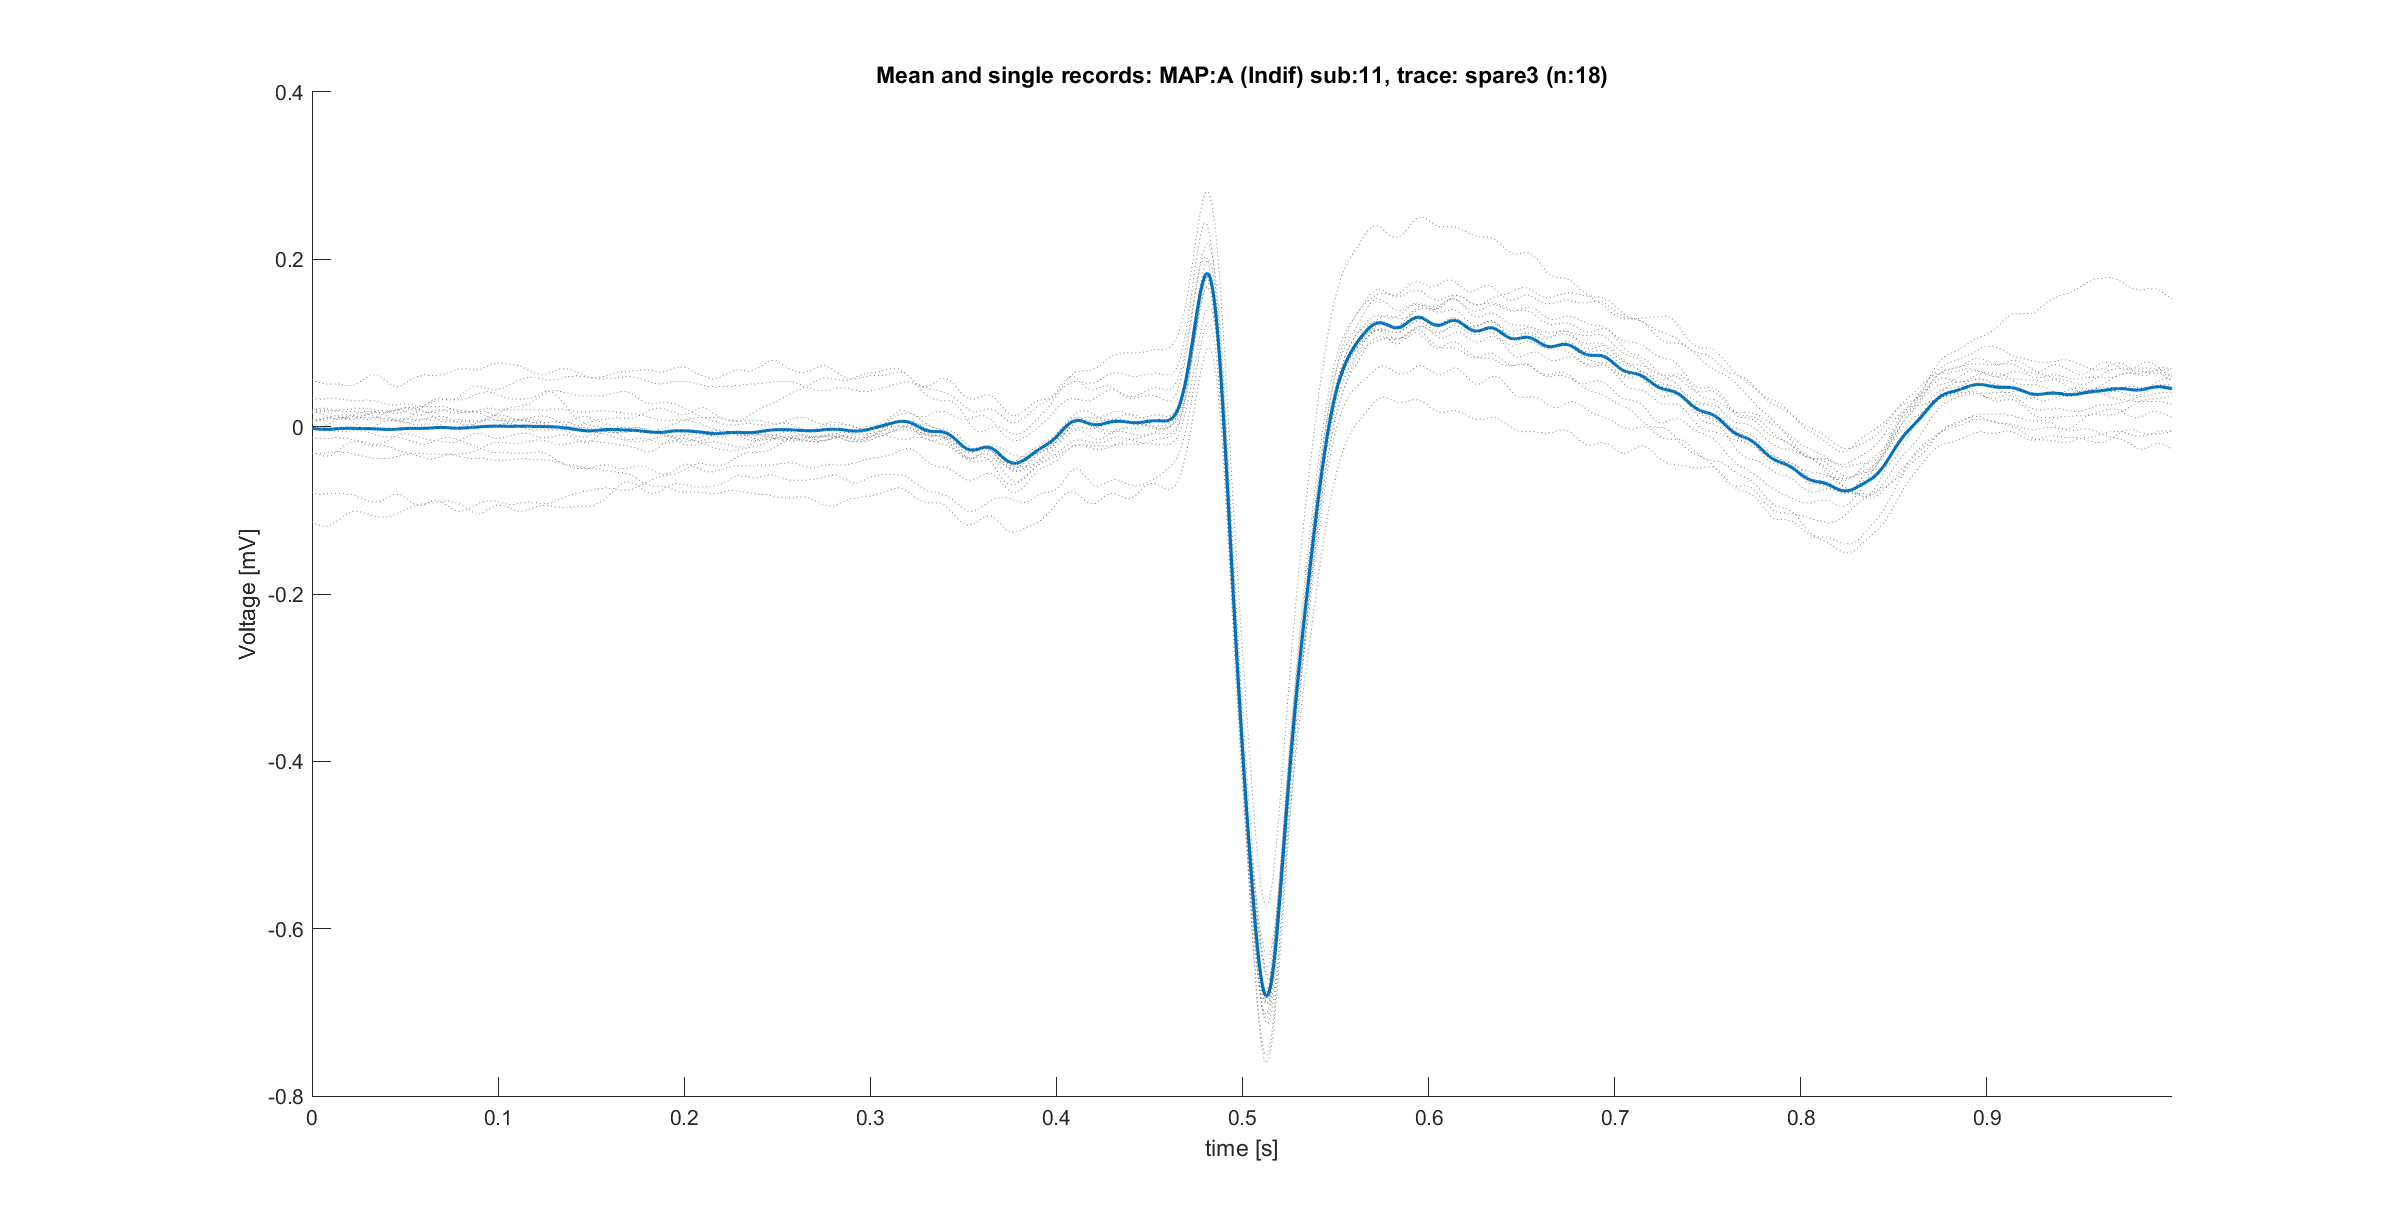 Mean and single records: MAP:A (Indif) sub:11, trace: spare3 (n:18)
0.4
0.2
0
-0.2
-0.4
-0.6
-0.8
Voltage [mV]
0 0.1 0.2 0.3 0.4 0.5 0.6 0.7 0.8 0.9
time [s]